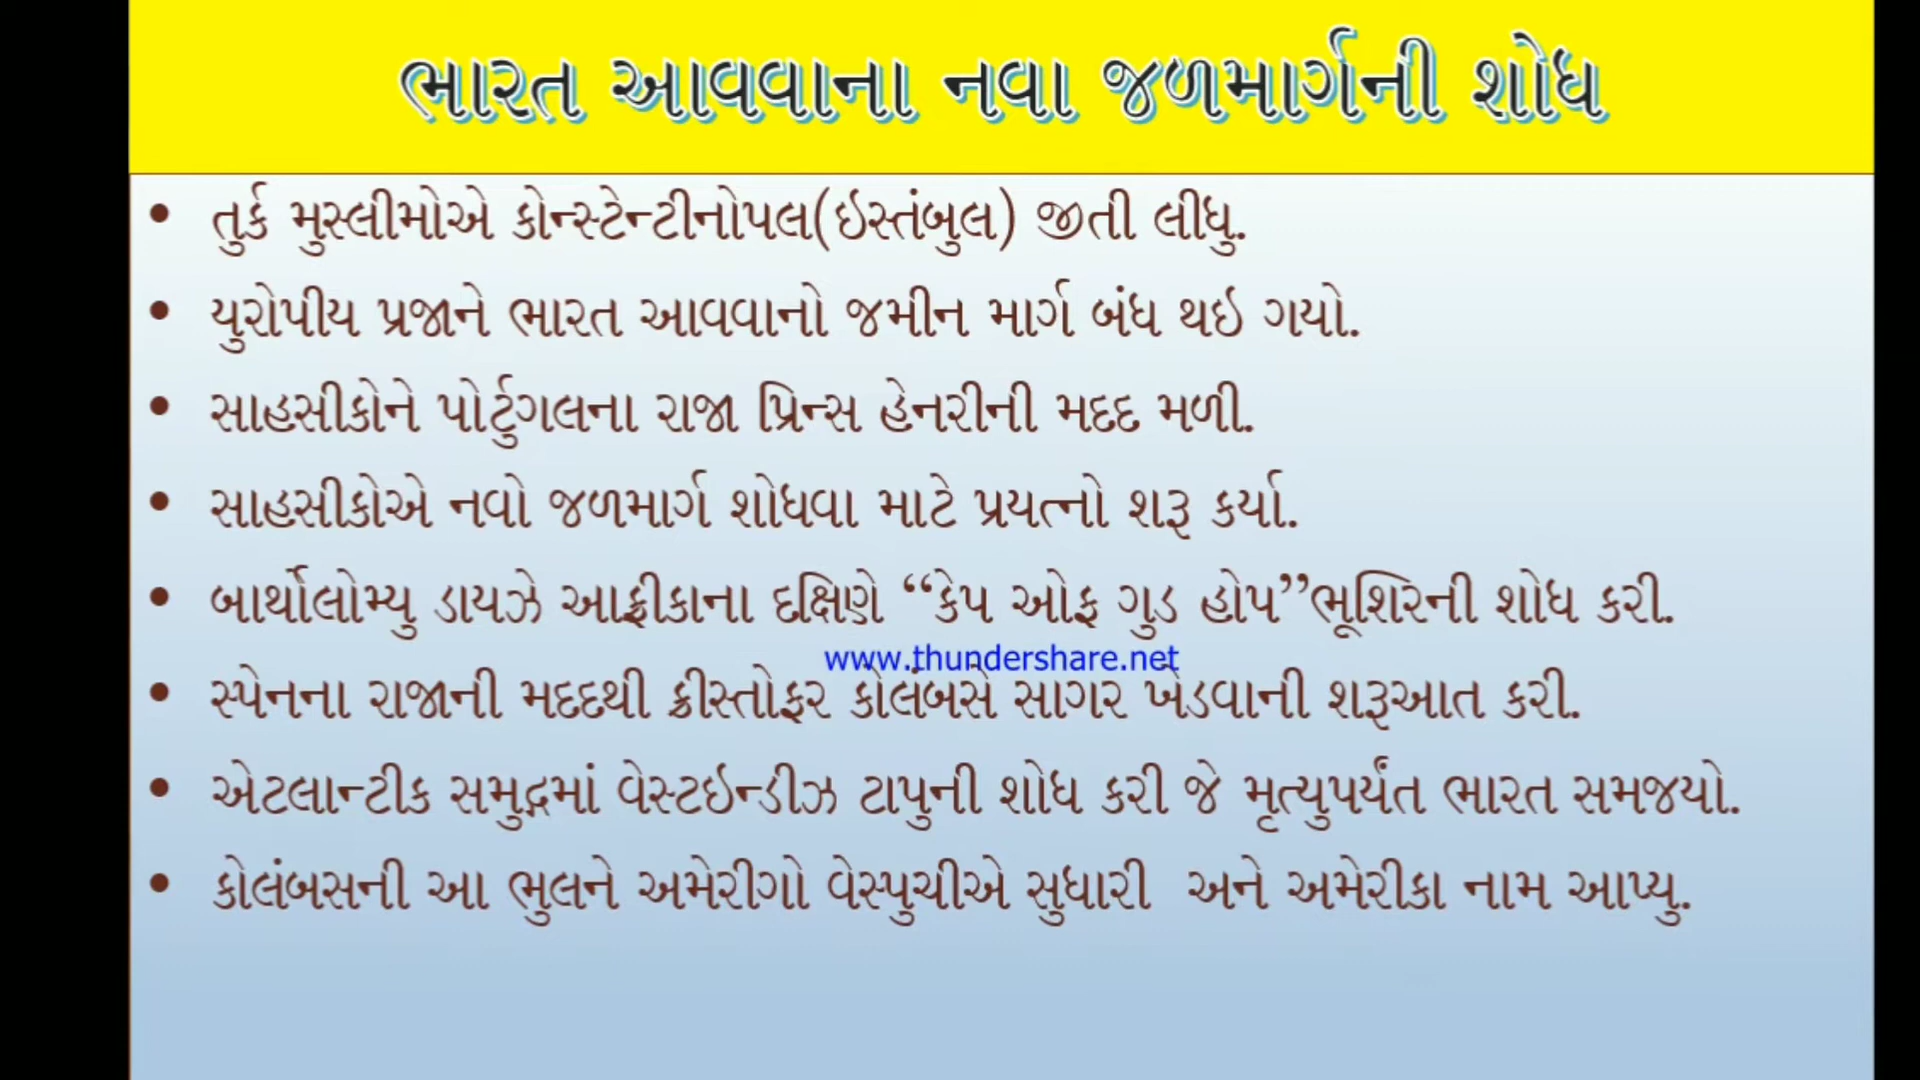 ભારત આવવાના નવા જળમાર્ગની શોધ
• તુર્ક મુસ્લીમોએ કોન્સ્ટેન્ટીનોપલ(ઇસ્તંબુલ) જીતી લીધુ.
• યુરોપીય પ્રજાને ભારત આવવાનો જમીન માર્ગ બંધ થઇ ગયો.
• સાહસીકોને પોર્ટુગલના રાજા પ્રિન્સ હેનરીની મદદ મળી.
• સાહસીકોએ નવો જળમાર્ગ શોધવા માટે પ્રયત્નો શરૂ કર્યા.
• બાર્થોલોમ્યુ ડાયઝે આફ્રીકાના દક્ષિણે “કેપ ઓફ ગુડ હોપ”ભૂશિરની શોધ કરી.
www.thundershare.net
• સ્પેનના રાજાની મદદથી ક્રીસ્તોફર કોલંબસે સાગર ખેડવાની શરૂઆત કરી.
• એટલાન્ટીક સમુદ્રમાં વેસ્ટઇન્ડીઝ ટાપુની શોધ કરી જે મૃત્યુપર્યંત ભારત સમજયો.
• કોલંબસની આ ભુલને અમેરીગો વેસ્પુચીએ સુધારી અને અમેરીકા નામ આપ્યુ.